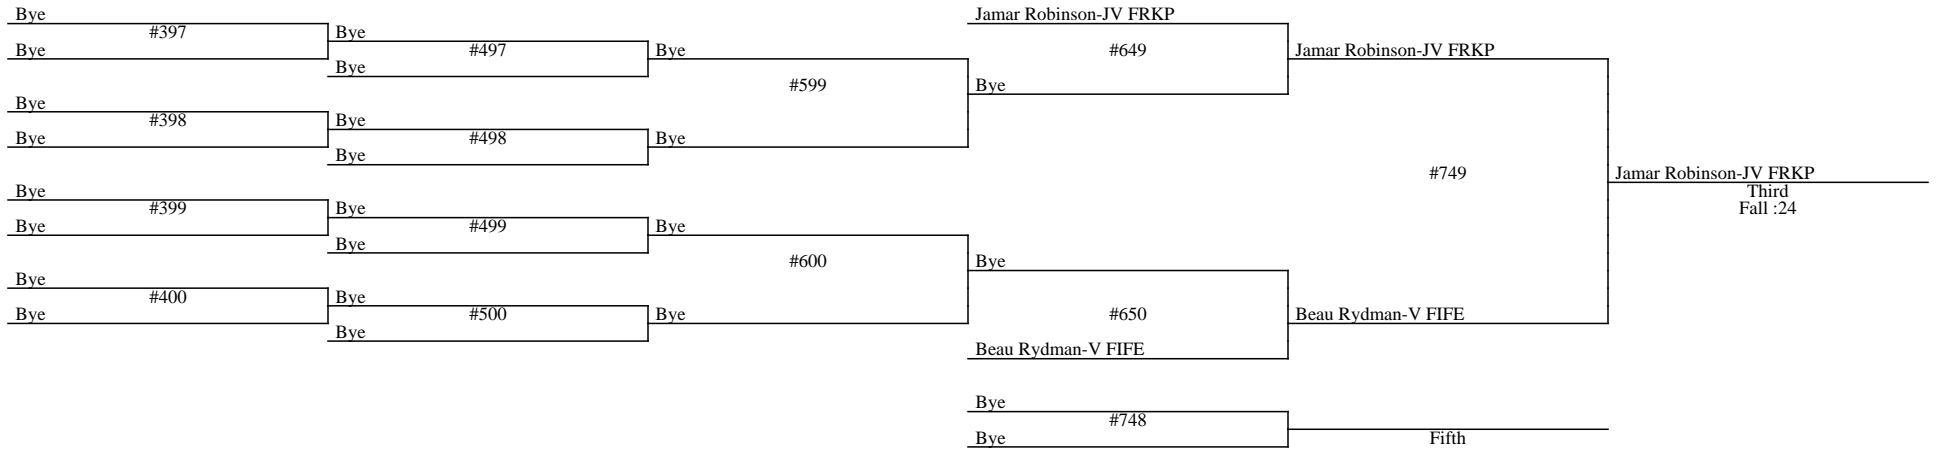 Bye
#397
Bye
Bye
#398
Bye
Bye
#399
Bye
Bye
#400
Bye
Bye
#497
Bye
Bye
#498
Bye
Bye
#499
Bye
Bye
#500
Bye
Bye
#599
Bye
Bye
#600
Bye
Jamar Robinson-JV FRKP
#649
Bye
Bye
#650
Beau Rydman-V FIFE
Bye
#748
Bye
Jamar Robinson-JV FRKP
#749
Beau Rydman-V FIFE
Fifth
Jamar Robinson-JV FRKP
Third
Fall :24